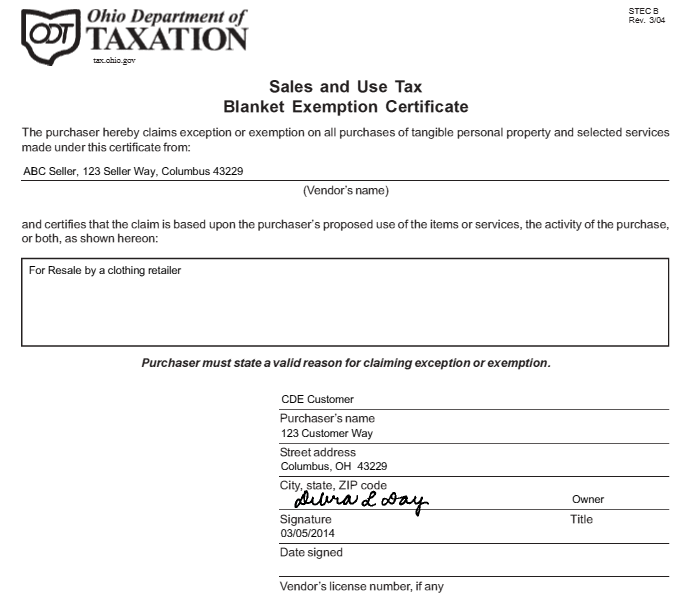 ODT
Ohio Department of
TAXATION
tax.ohio.gov
STEC B
Rev. 3/04
Sales and Use Tax
Blanket Exemption Certificate
The purchaser hereby claims exception or exemption on all purchases of tangible personal property and selected services
made under this certificate from:
ABC Seller, 123 Seller Way, Columbus 43229
(Vendor’s name)
and certifies that the claim is based upon the purchaser’s proposed use of the items or services, the activity of the purchase,
or both, as shown hereon:
For Resale by a clothing retailer
Purchaser must state a valid reason for claiming exception or exemption.
CDE Customer
Purchaser’s name
123 Customer Way
Street address
Columbus, OH 43229
City, state, ZIP code
Debra L Day Owner
Signature Title
03/05/2014
Date signed
Vendor’s license number, if any